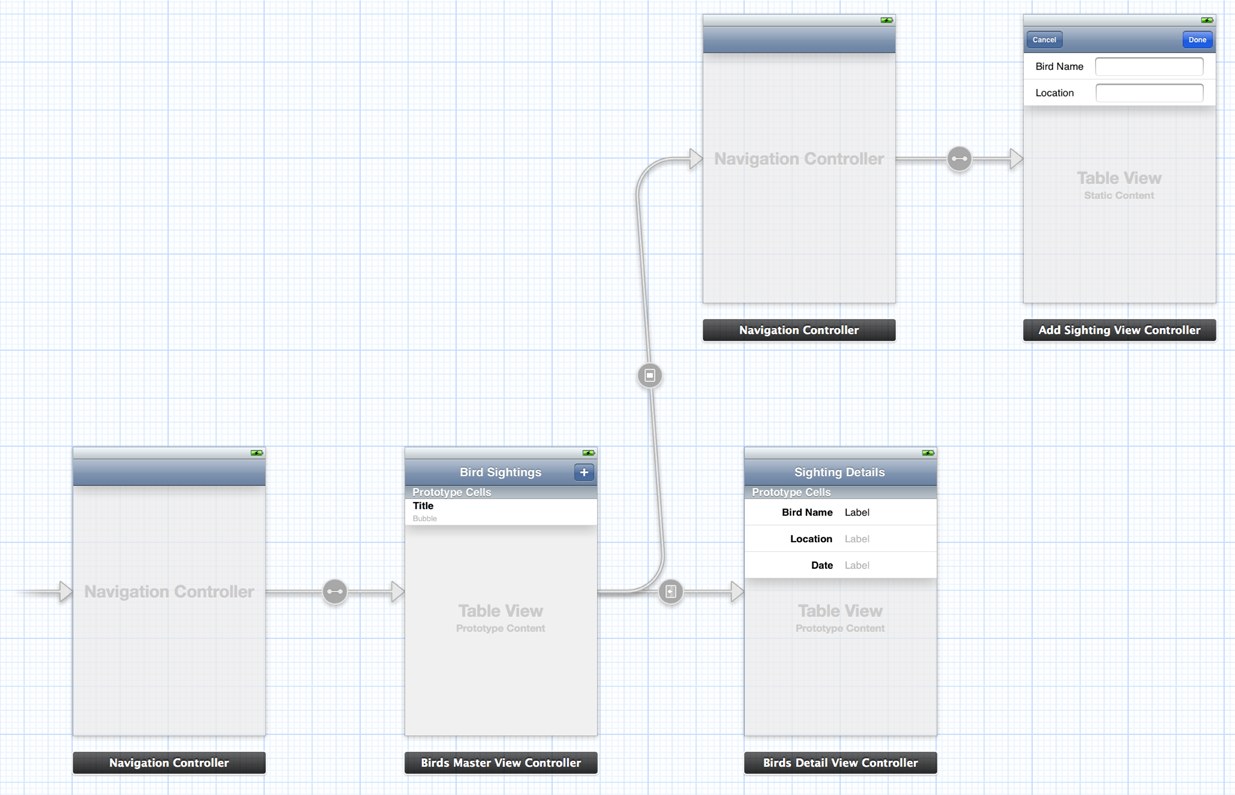 Cancel
Done
Bird Name
Location
Navigation Controller
Table View
Static Content
Navigation Controller
Add Sighting View Controller
Bird Sightings
+
Prototype Cells
Title
Bubble
Sighting Details
Prototype Cells
Bird Name Label
Location Label
Date Label
Navigation Controller
Table View
Prototype Content
Table View
Prototype Content
Navigation Controller
Birds Master View Controller
Birds Detail View Controller